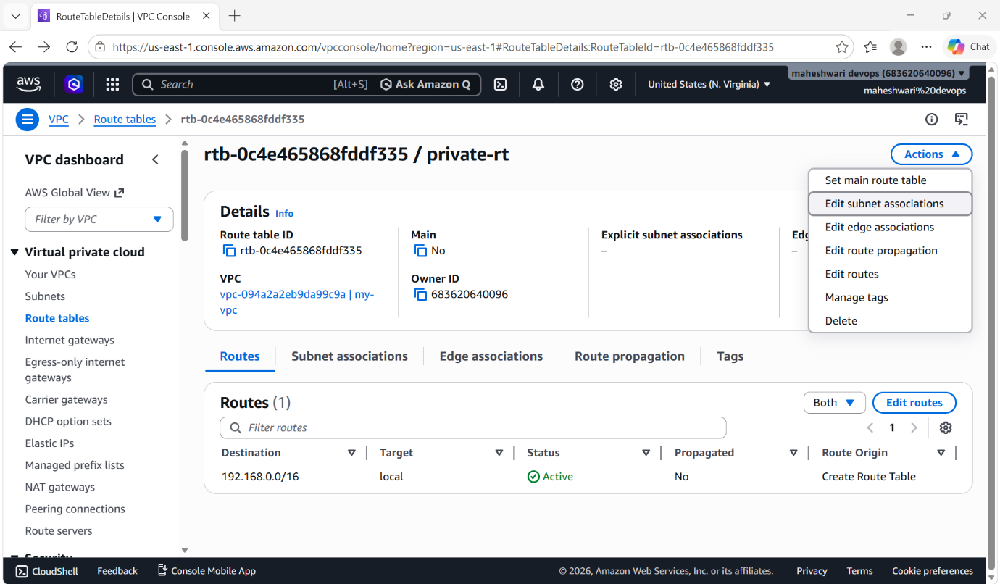 RouteTableDetails | VPC Console
https://us-east-1.console.aws.amazon.com/vpcconsole/home?region=us-east-1#RouteTableDetails:RouteTableId=rtb-0c4e465868fddf335
Chat
aws
Search
[Alt+S]
Ask Amazon Q
United States (N. Virginia)
maheshwari devops (683620640096)
maheshwari%20devops
VPC
Route tables
rtb-0c4e465868fddf335
VPC dashboard
AWS Global View
Filter by VPC
Virtual private cloud
Your VPCs
Subnets
Route tables
Internet gateways
Egress-only internet
gateways
Carrier gateways
DHCP option sets
Elastic IPs
Managed prefix lists
NAT gateways
Peering connections
Route servers
Security
rtb-0c4e465868fddf335 / private-rt
Actions
Set main route table
Edit subnet associations
Edit edge associations
Edit route propagation
Edit routes
Manage tags
Delete
Details Info
Route table ID
rtb-0c4e465868fddf335
Main
No
Explicit subnet associations
–
Edg
–
VPC
vpc-094a2a2eb9da99c9a | my-
vpc
Owner ID
683620640096
Routes
Subnet associations
Edge associations
Route propagation
Tags
Routes (1)
Both
Edit routes
Filter routes
1
Destination
Target
Status
Propagated
Route Origin
192.168.0.0/16
local
Active
No
Create Route Table
CloudShell
Feedback
Console Mobile App
© 2026, Amazon Web Services, Inc. or its affiliates.
Privacy
Terms
Cookie preferences